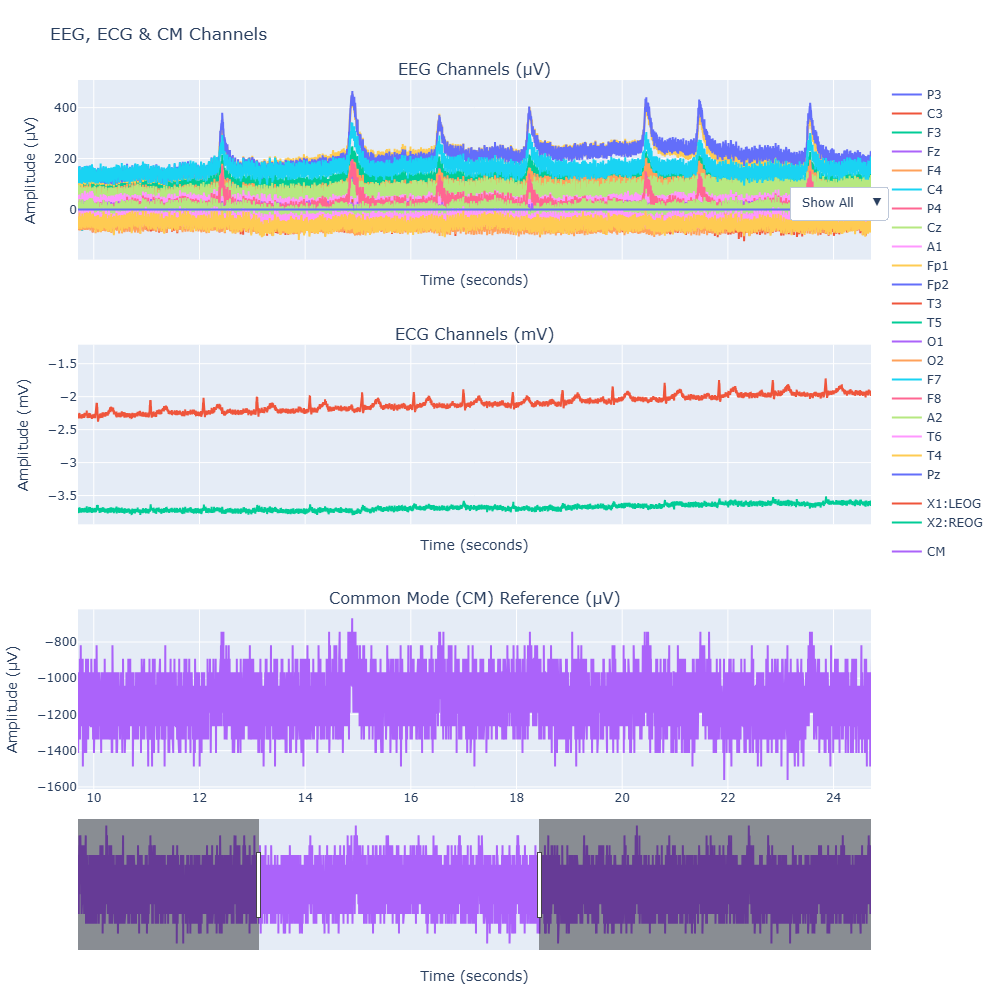 EEG, ECG & CM Channels
EEG Channels (µV)
Amplitude (µV)
400
200
0
Time (seconds)
Show All ▼
ECG Channels (mV)
Amplitude (mV)
−1.5
−2
−2.5
−3
−3.5
Time (seconds)
Common Mode (CM) Reference (µV)
Amplitude (µV)
−800
−1000
−1200
−1400
−1600
10 12 14 16 18 20 22 24
Time (seconds)
P3
C3
F3
Fz
F4
C4
P4
Cz
A1
Fp1
Fp2
T3
T5
O1
O2
F7
F8
A2
T6
T4
Pz
X1:LEOG
X2:REOG
CM